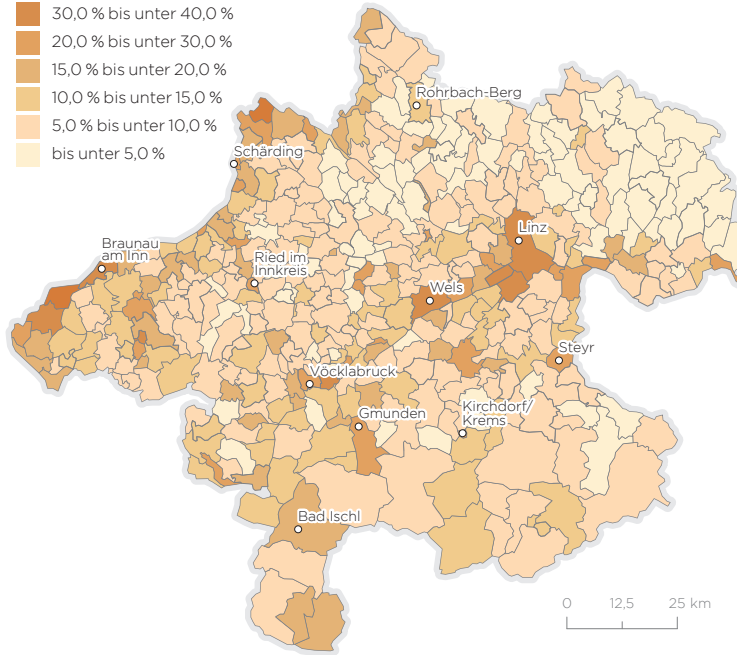 30,0 % bis unter 40,0 %
20,0 % bis unter 30,0 %
15,0 % bis unter 20,0 %
10,0 % bis unter 15,0 %
5,0 % bis unter 10,0 %
bis unter 5,0 %
Rohrbach-Berg
Schärding
Linz
Braunau
am Inn
Ried im
Innkreis
Wels
Steyr
Vöcklabruck
Gmunden
Kirchdorf/
Krems
Bad Ischl
0 12,5 25 km